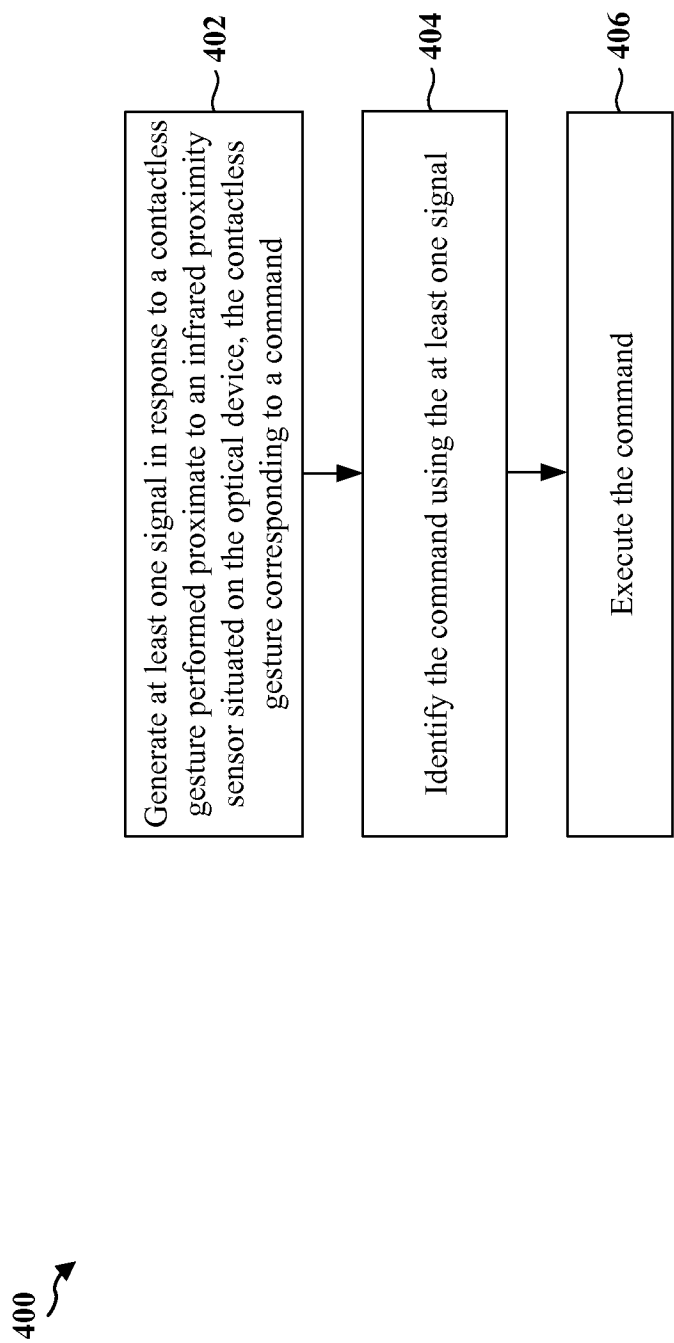 400
Generate at least one signal in response to a contactless
gesture performed proximate to an infrared proximity
sensor situated on the optical device, the contactless
gesture corresponding to a command
402
Identify the command using the at least one signal
404
Execute the command
406